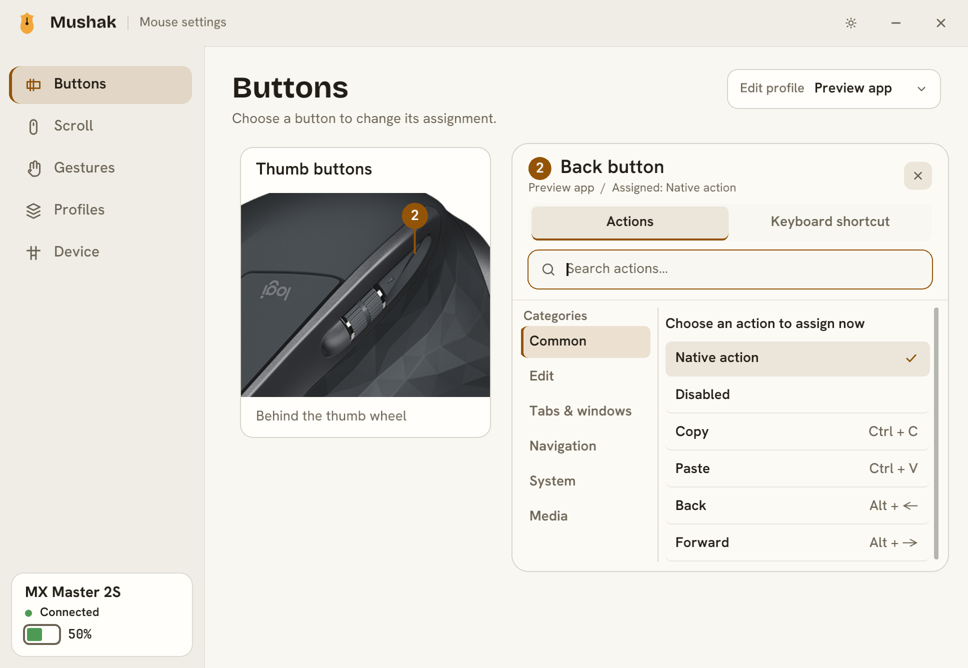 Mushak | Mouse settings
Buttons
Scroll
Gestures
Profiles
Device
MX Master 2S
Connected
50%
Buttons
Choose a button to change its assignment.
Edit profile Preview app
Thumb buttons
2
logi
Behind the thumb wheel
2 Back button
Preview app / Assigned: Native action
Actions
Keyboard shortcut
Search actions...
Categories
Common
Edit
Tabs & windows
Navigation
System
Media
Choose an action to assign now
Native action
Disabled
Copy Ctrl + C
Paste Ctrl + V
Back Alt + ←
Forward Alt + →